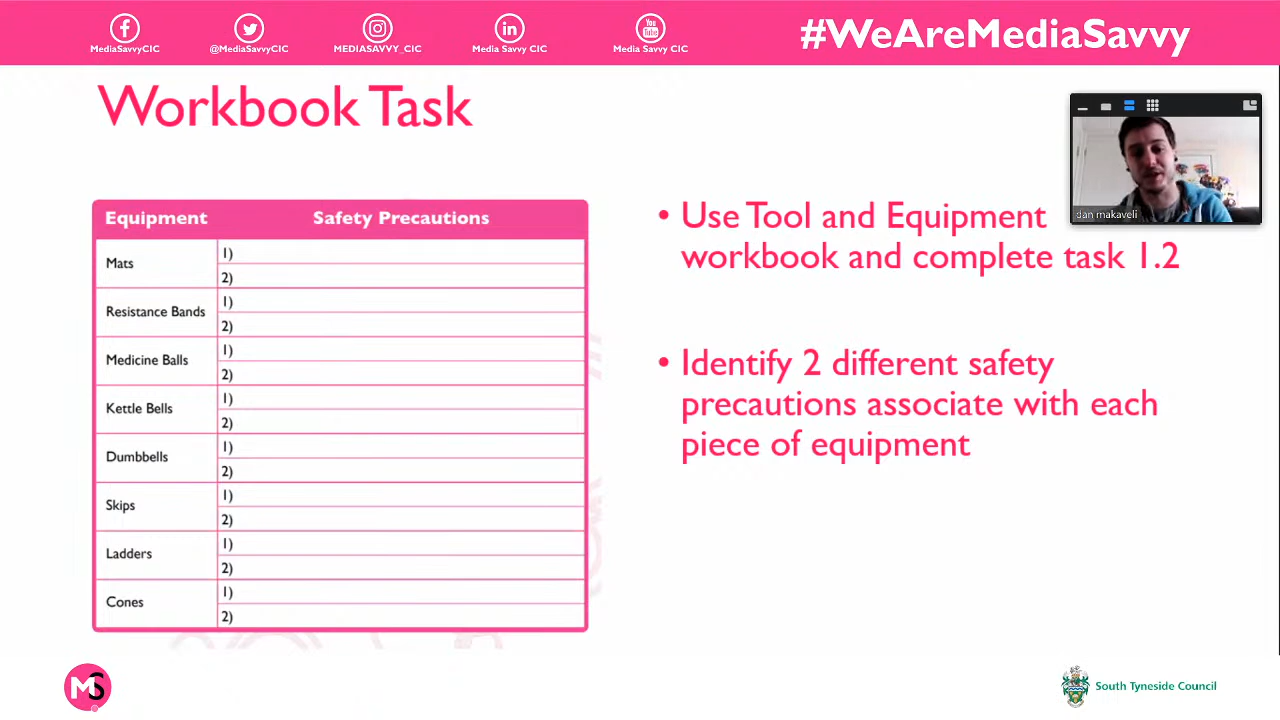 MediaSavvyCIC
@MediaSavvyCIC
MEDIASAVVY_CIC
Media Savvy CIC
Media Savvy CIC
#WeAreMediaSavvy
Workbook Task
dan makaveli
Equipment Safety Precautions
Mats
1)
2)
Resistance Bands
1)
2)
Medicine Balls
1)
2)
Kettle Bells
1)
2)
Dumbbells
1)
2)
Skips
1)
2)
Ladders
1)
2)
Cones
1)
2)
• Use Tool and Equipment
workbook and complete task 1.2
• Identify 2 different safety
precautions associate with each
piece of equipment
MS
South Tyneside Council